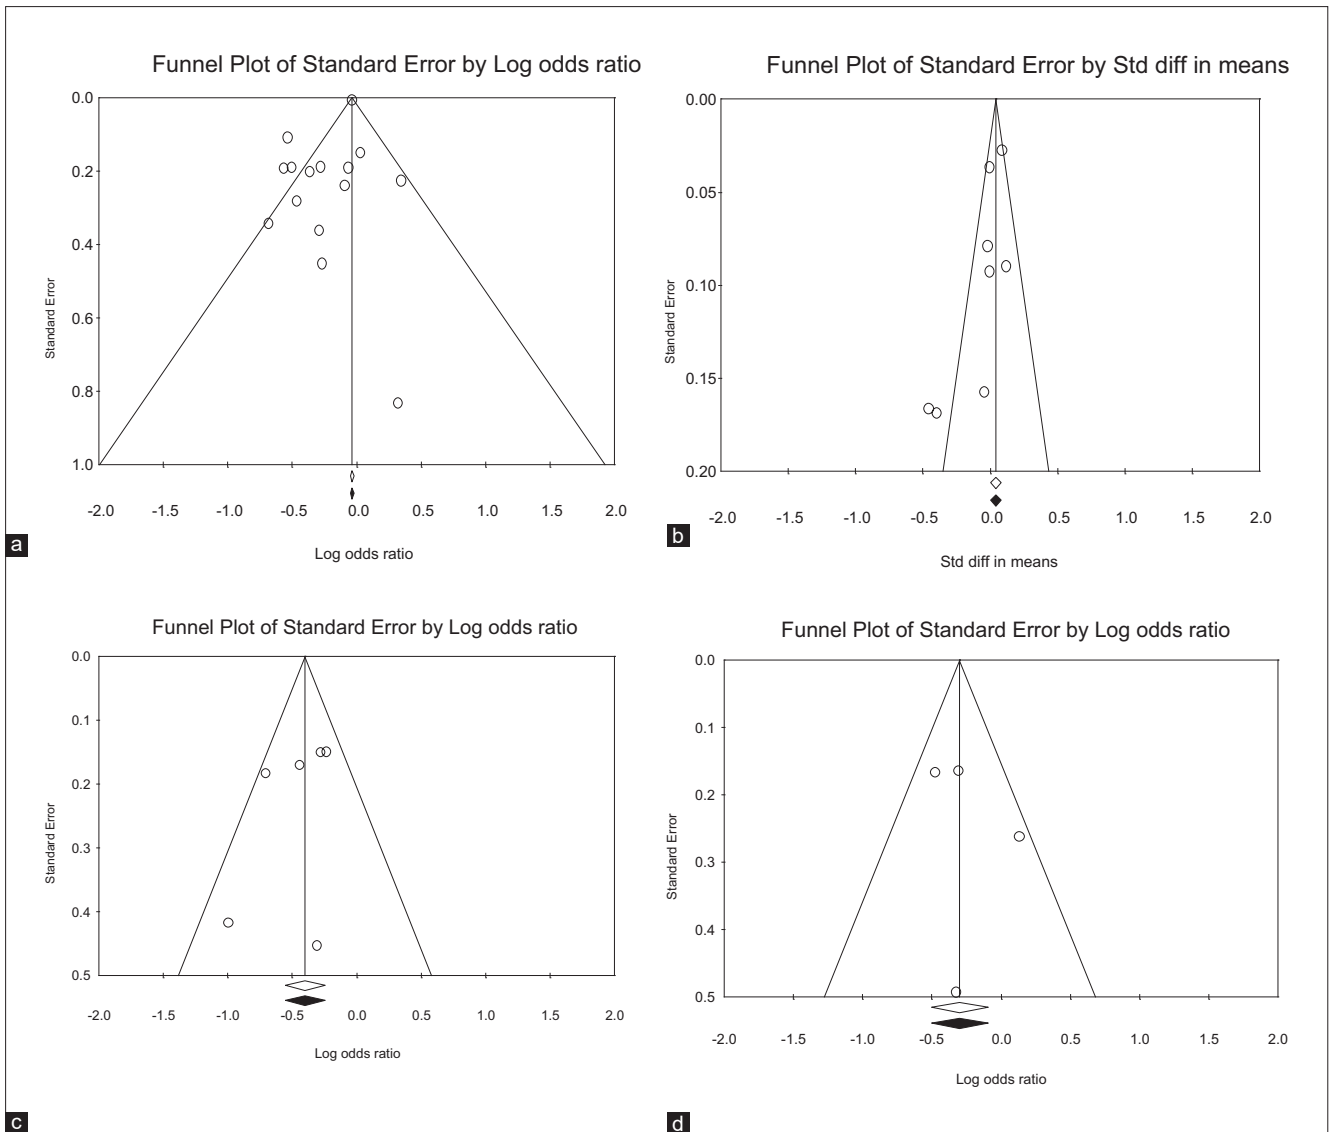 Funnel Plot of Standard Error by Log odds ratio
0.0
0.2
0.4
0.6
0.8
1.0
Standard Error
-2.0 -1.5 -1.0 -0.5 0.0 0.5 1.0 1.5 2.0
Log odds ratio
a
Funnel Plot of Standard Error by Std diff in means
0.00
0.05
0.10
0.15
0.20
Standard Error
-2.0 -1.5 -1.0 -0.5 0.0 0.5 1.0 1.5 2.0
Std diff in means
b
Funnel Plot of Standard Error by Log odds ratio
0.0
0.1
0.2
0.3
0.4
0.5
Standard Error
-2.0 -1.5 -1.0 -0.5 0.0 0.5 1.0 1.5 2.0
Log odds ratio
c
Funnel Plot of Standard Error by Log odds ratio
0.0
0.1
0.2
0.3
0.4
0.5
Standard Error
-2.0 -1.5 -1.0 -0.5 0.0 0.5 1.0 1.5 2.0
Log odds ratio
d